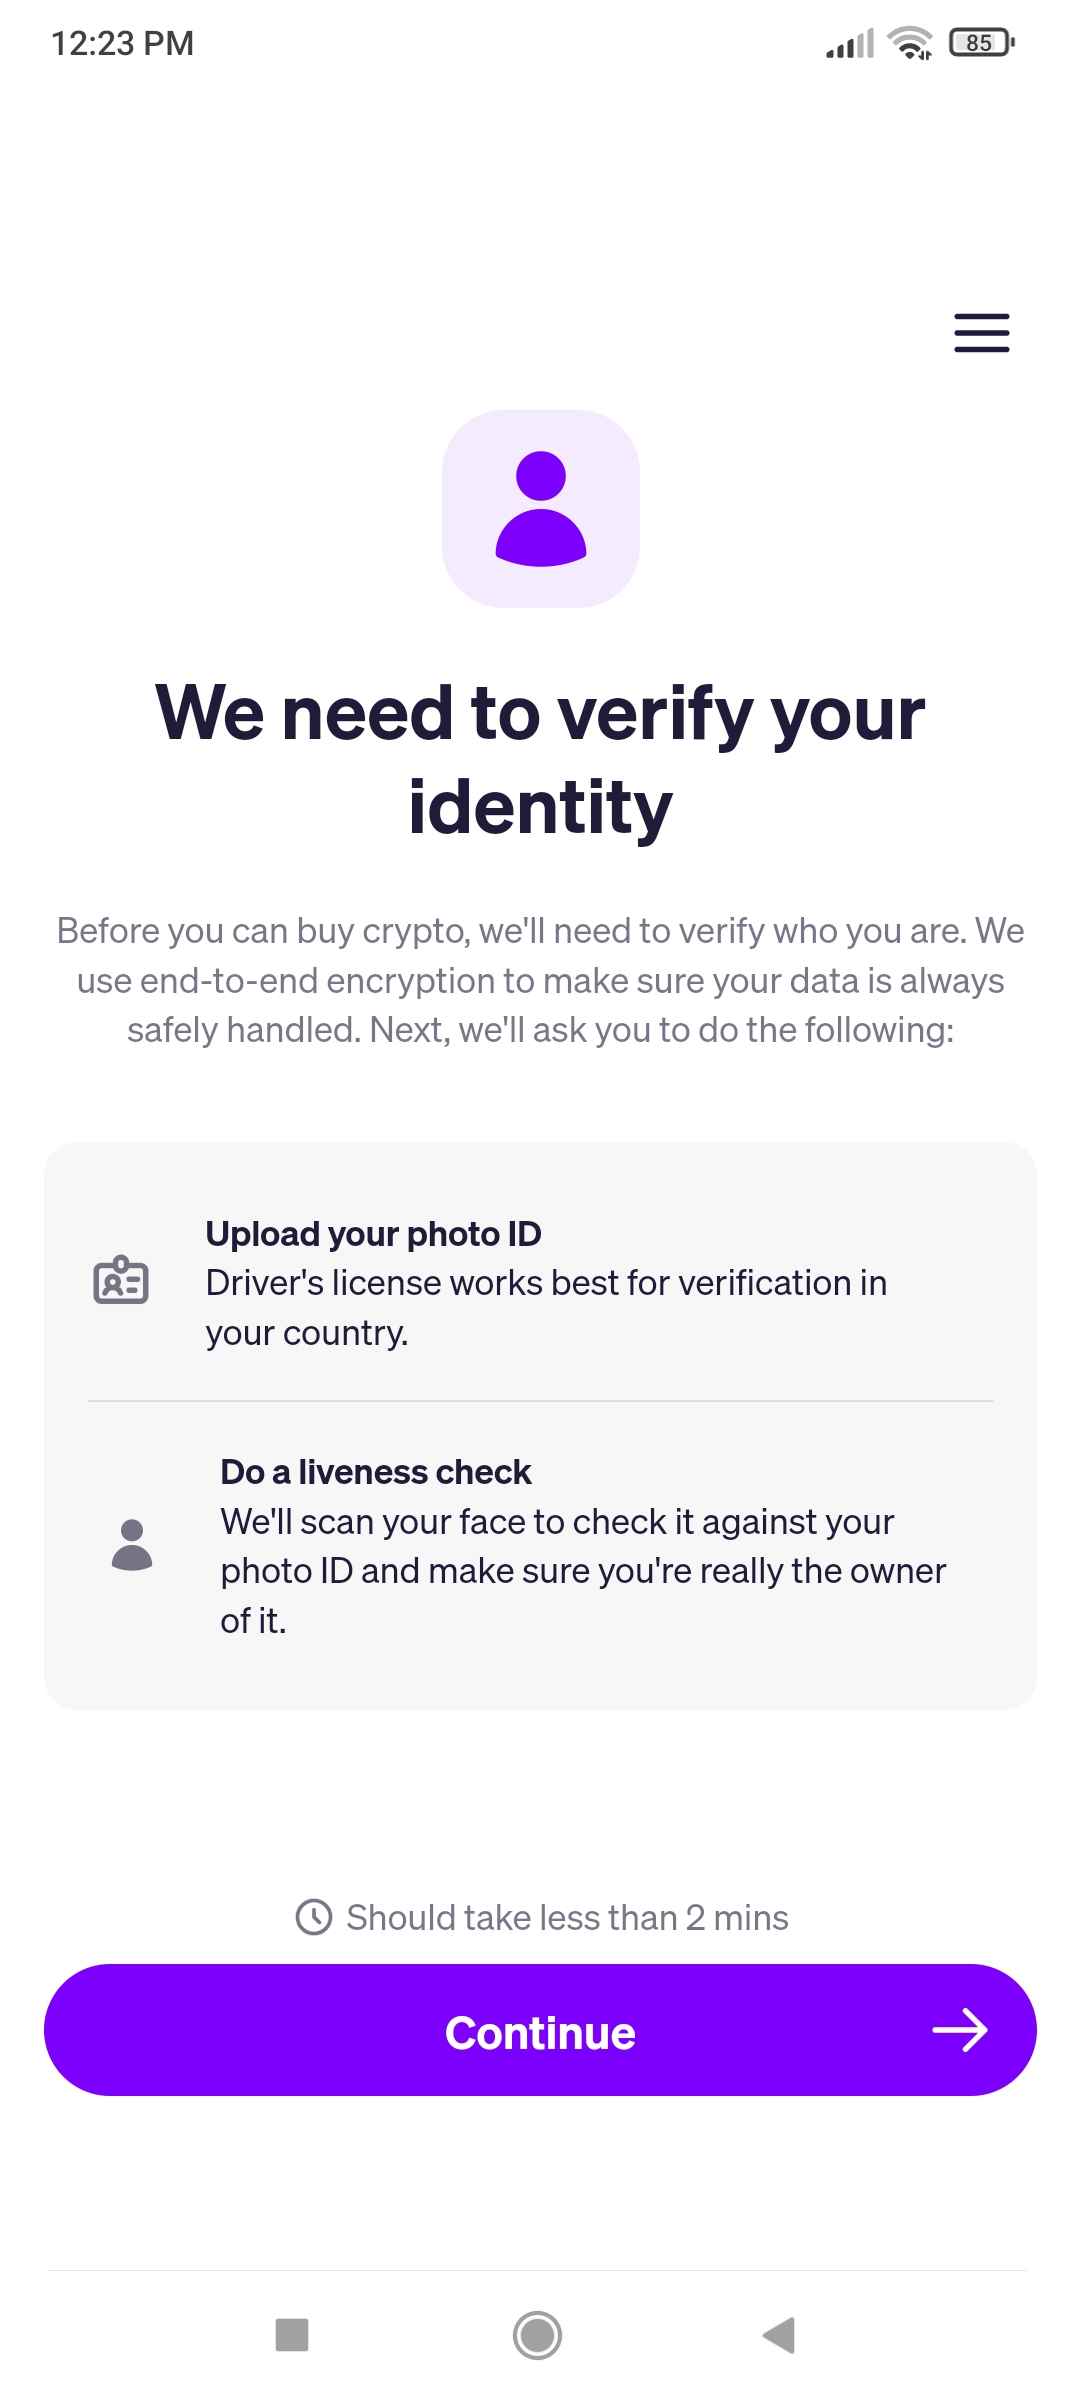 12:23 PM
85
We need to verify your
identity
Before you can buy crypto, we'll need to verify who you are. We
use end-to-end encryption to make sure your data is always
safely handled. Next, we'll ask you to do the following:
Upload your photo ID
Driver's license works best for verification in
your country.
Do a liveness check
We'll scan your face to check it against your
photo ID and make sure you're really the owner
of it.
Should take less than 2 mins
Continue